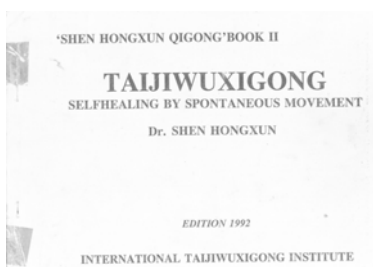 'SHEN HONGXUN QIGONG' BOOK II
TAIJIWUXIGONG
SELFHEALING BY SPONTANEOUS MOVEMENT
Dr. SHEN HONGXUN
EDITION 1992
INTERNATIONAL TAIJIWUXIGONG INSTITUTE